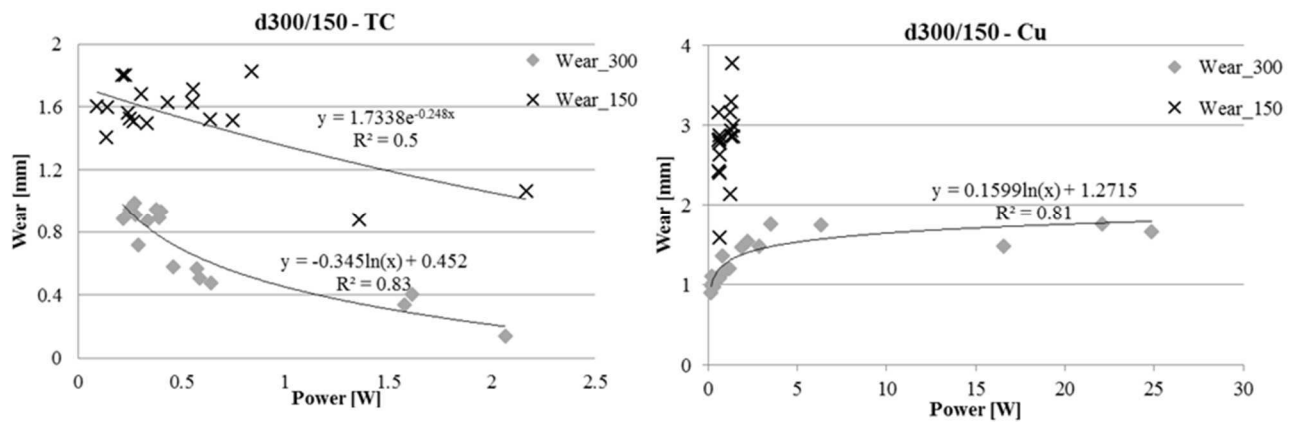 d300/150 - TC
2
1.6
1.2
0.8
0.4
0
Wear [mm]
Wear_300
Wear_150
y = 1.7338e^-0.248x
R² = 0.5
y = -0.345ln(x) + 0.452
R² = 0.83
0 0.5 1 1.5 2 2.5
Power [W]
d300/150 - Cu
4
3
2
1
0
Wear [mm]
Wear_300
Wear_150
y = 0.1599ln(x) + 1.2715
R² = 0.81
0 5 10 15 20 25 30
Power [W]